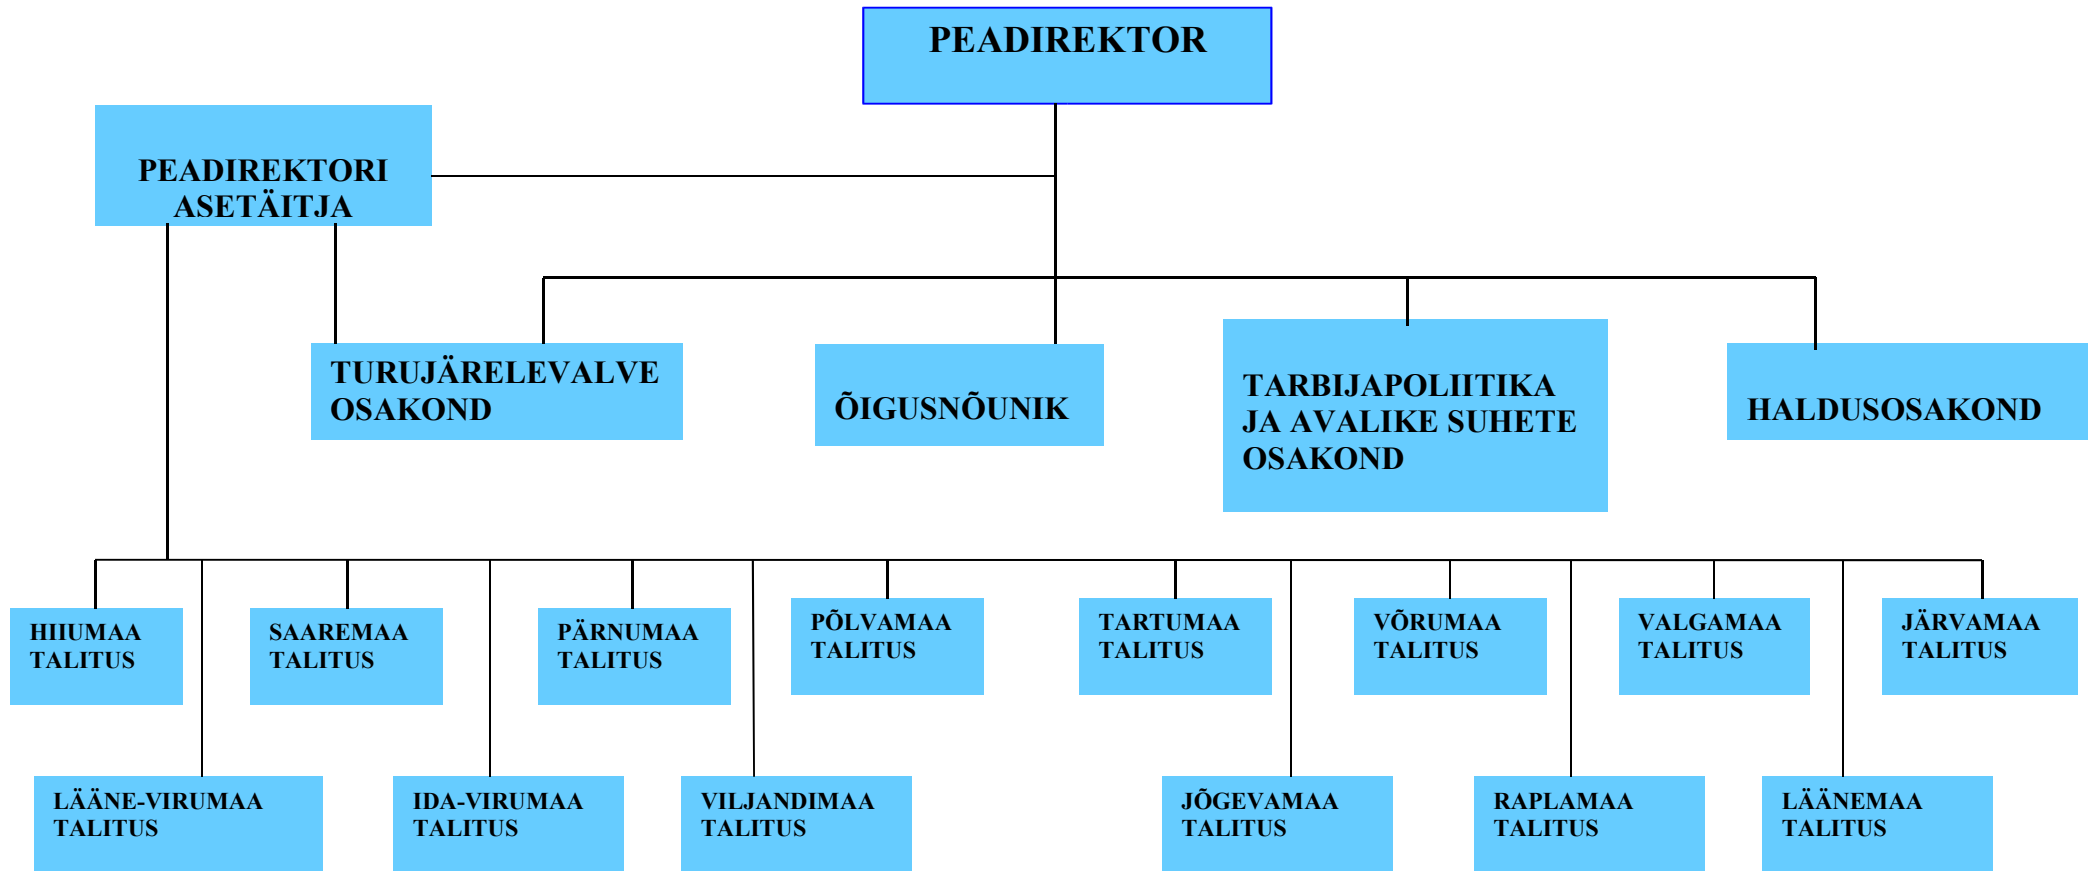 PEADIREKTOR
PEADIREKTORI
ASETÄITJA
TURUJÄRELEVALVE
OSAKOND
ÕIGUSNÕUNIK
TARBIJAPOLIITIKA
JA AVALIKE SUHETE
OSAKOND
HALDUSOSAKOND
HIIUMAA
TALITUS
SAAREMAA
TALITUS
PÄRNUMAA
TALITUS
PÕLVAMAA
TALITUS
TARTUMAA
TALITUS
VÕRUMAA
TALITUS
VALGAMAA
TALITUS
JÄRVAMAA
TALITUS
LÄÄNE-VIRUMAA
TALITUS
IDA-VIRUMAA
TALITUS
VILJANDIMAA
TALITUS
JÕGEVAMAA
TALITUS
RAPLAMAA
TALITUS
LÄÄNEMAA
TALITUS